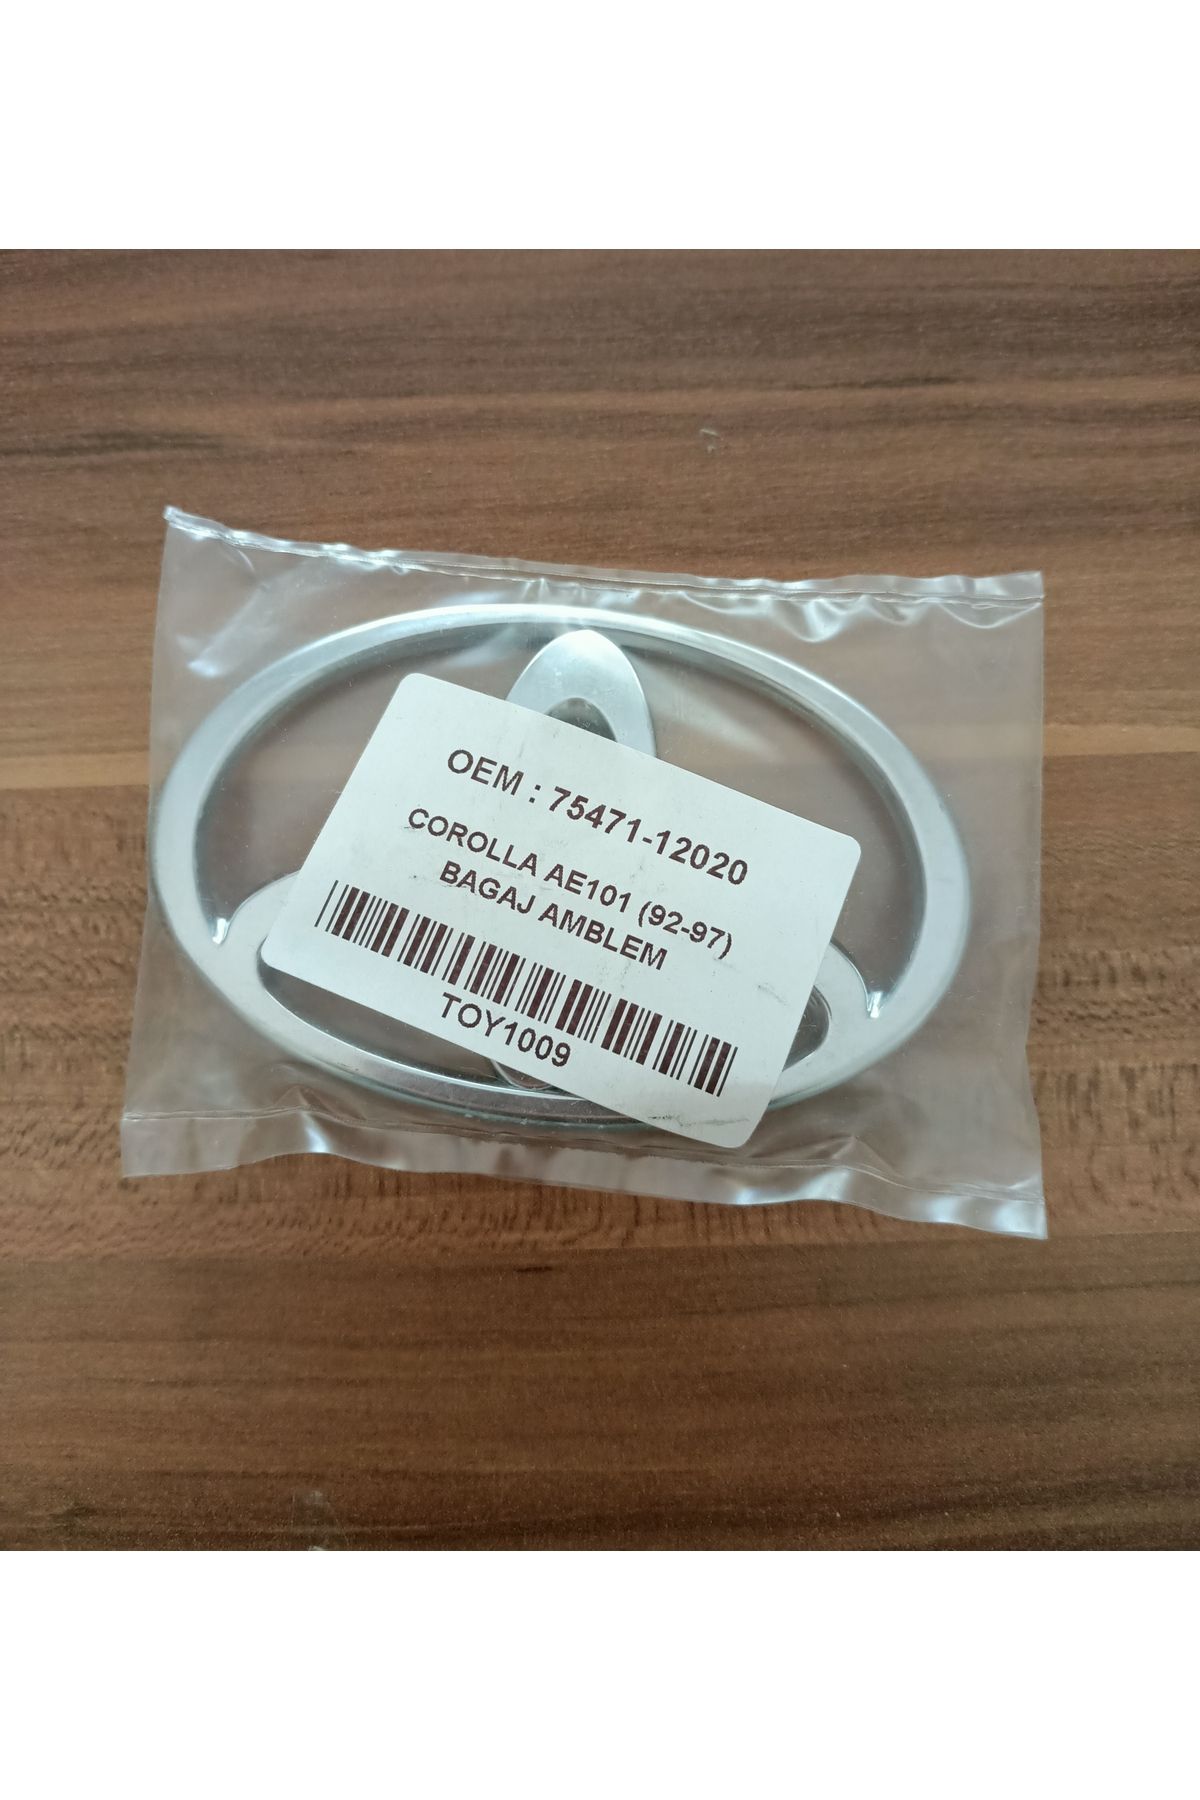 OEM : 75471-12020
COROLLA AE101 (92-97)
BAGAJ AMBLEM
TOY1009